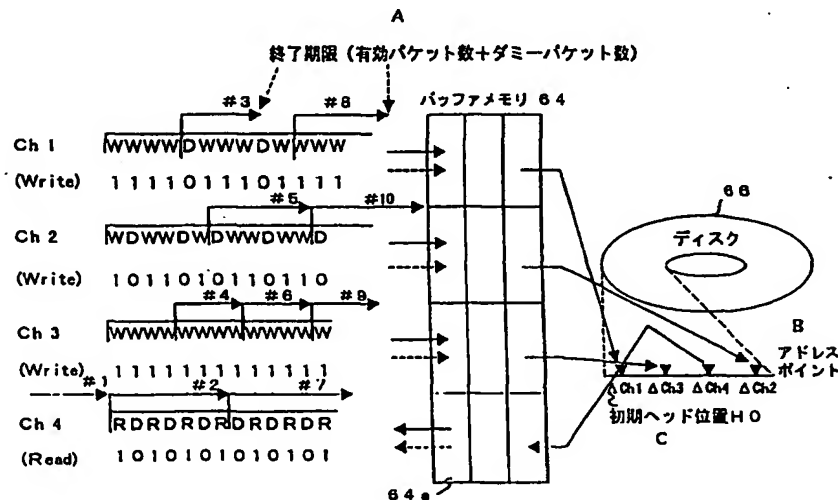 A
終了期限（有効パケット数＋ダミーパケット数）
#3 #8
バッファメモリ 64
Ch 1 WWWWDWWWDWWWW
(Write) 1111011101111
#5 #10
Ch 2 WDWWDWDWWDWWD
(Write) 1011010110110
#4 #6 #9
Ch 3 WWWWWWWWWWWWW
(Write) 1111111111111
#1 #2 #7
Ch 4 RDRDRDRDRDRDR
(Read) 1010101010101
64a
66
ディスク
B
アドレス
ポイント
ΔCh1 ΔCh3 ΔCh4 ΔCh2
初期ヘッド位置H0
C